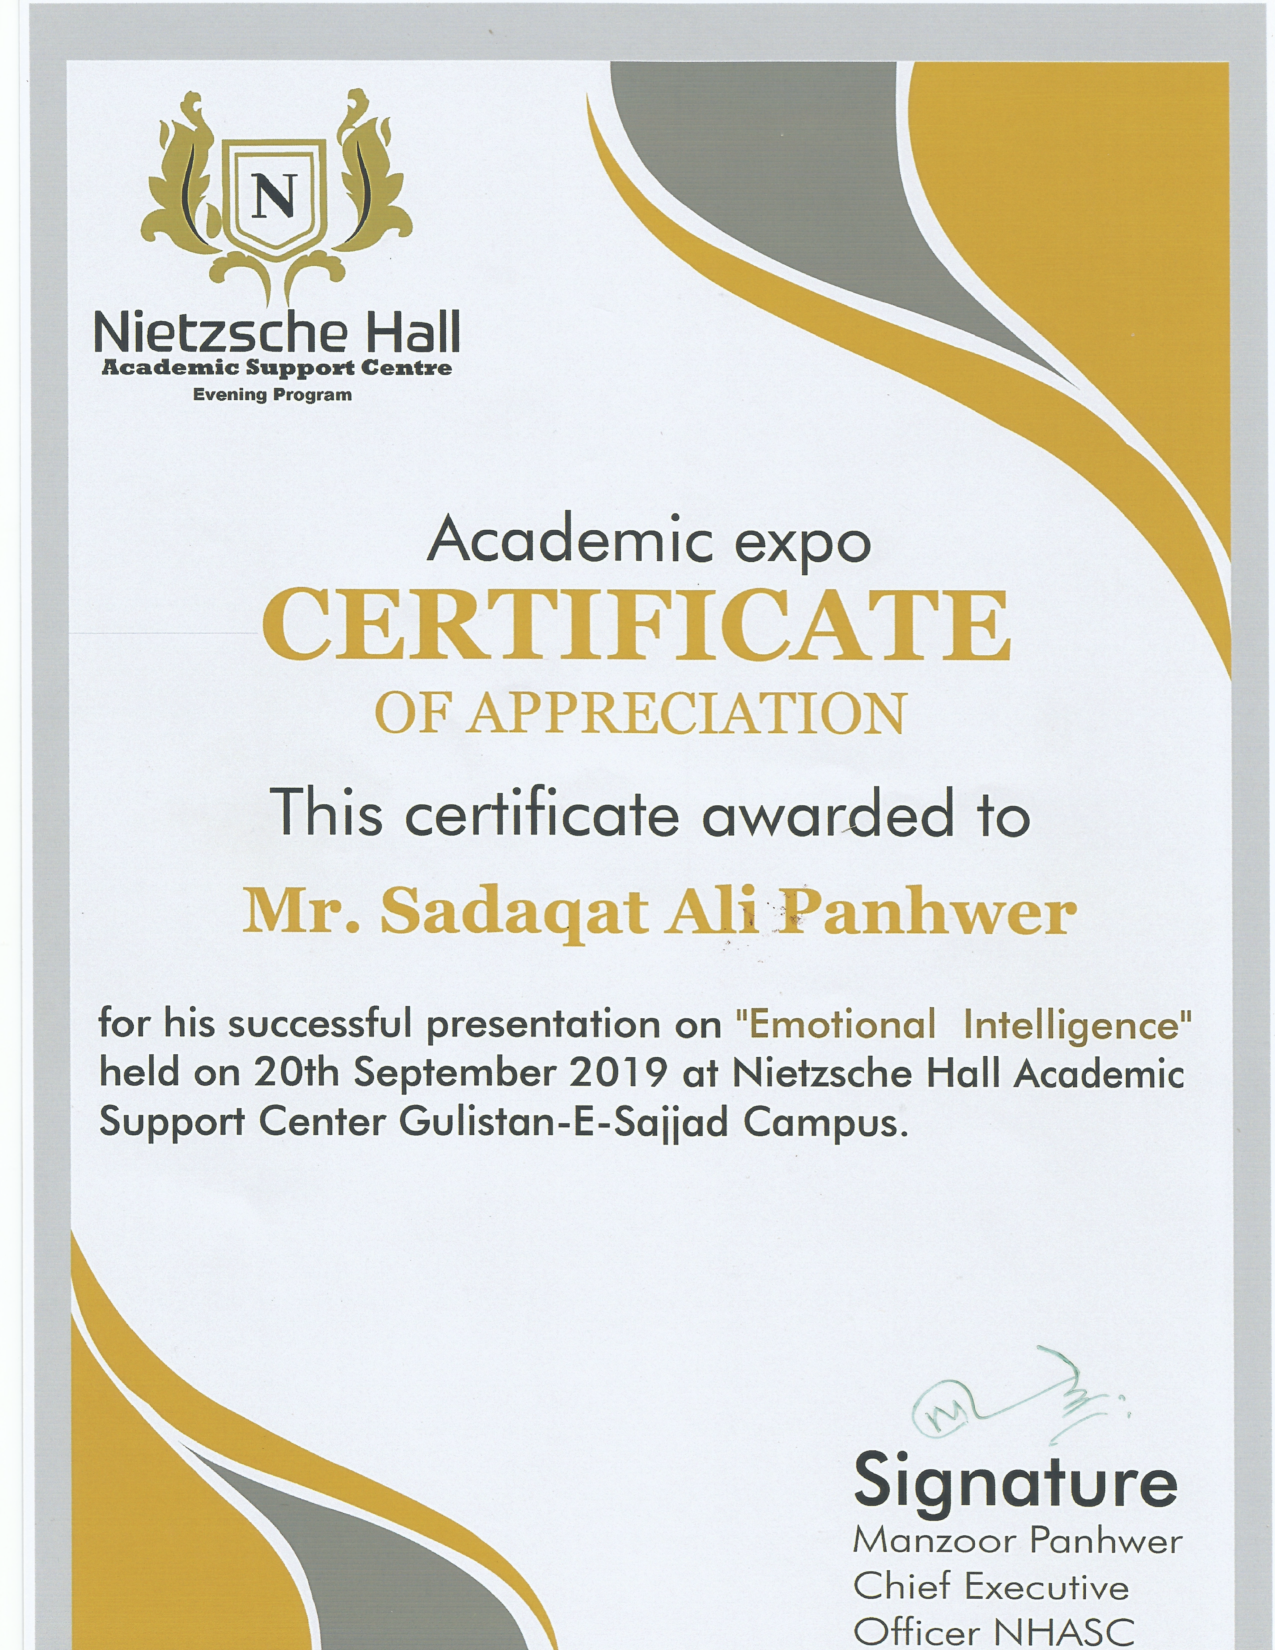 N
Nietzsche Hall
Academic Support Centre
Evening Program
Academic expo
CERTIFICATE
OF APPRECIATION
This certificate awarded to
Mr. Sadaqat Ali Panhwer
for his successful presentation on "Emotional Intelligence"
held on 20th September 2019 at Nietzsche Hall Academic
Support Center Gulistan-E-Sajjad Campus.
Signature
Manzoor Panhwer
Chief Executive
Officer NHASC